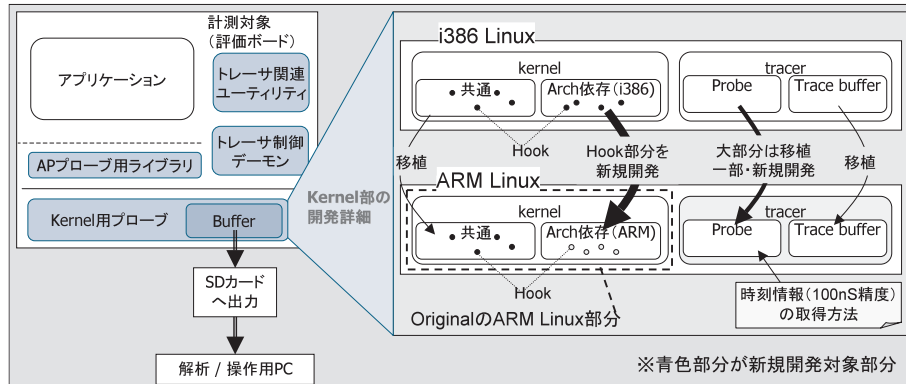 計測対象
(評価ボード)
アプリケーション
トレーサ関連
ユーティリティ
トレーサ制御
デーモン
APプローブ用ライブラリ
Kernel用プローブ
Buffer
SDカード
へ出力
解析 / 操作用PC
Kernel部の
開発詳細
i386 Linux
kernel
共通
Arch依存(i386)
tracer
Probe
Trace buffer
Hook
移植
Hook部分を
新規開発
大部分は移植
一部・新規開発
移植
ARM Linux
kernel
共通
Arch依存(ARM)
tracer
Probe
Trace buffer
Hook
OriginalのARM Linux部分
時刻情報(100nS精度)
の取得方法
※青色部分が新規開発対象部分